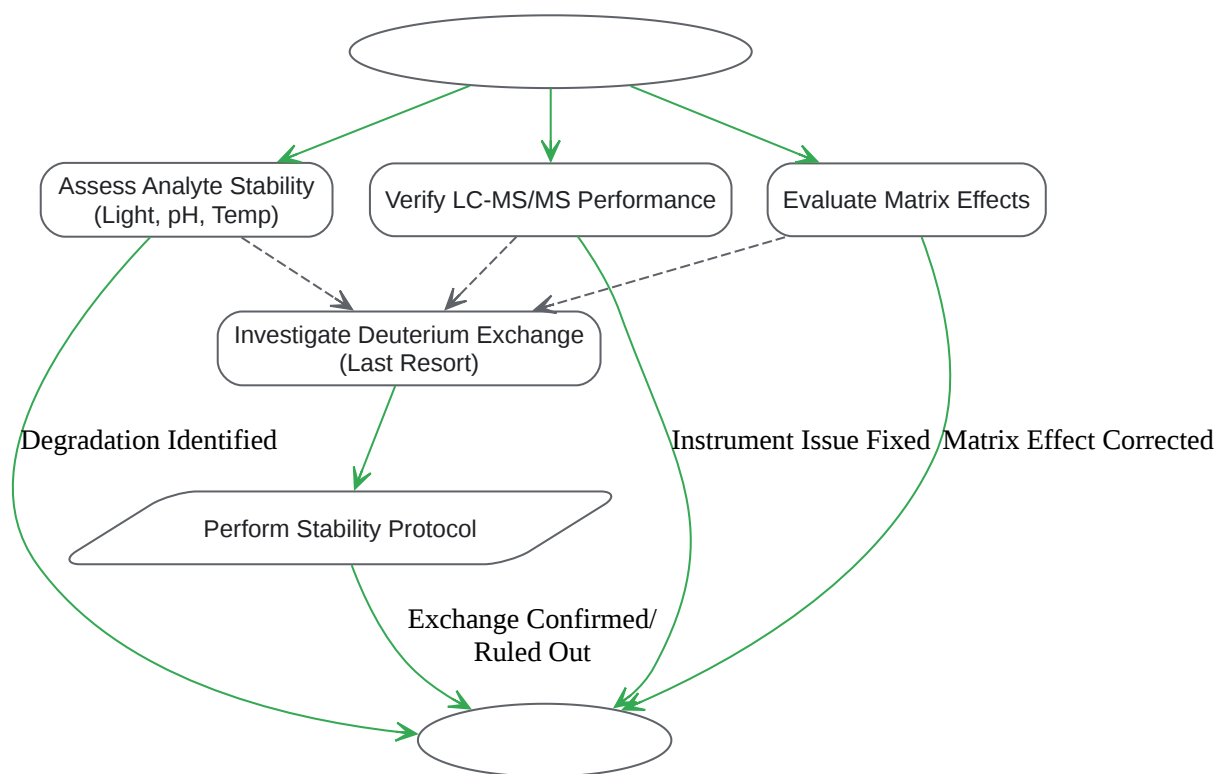 Assess Analyte Stability
(Light, pH, Temp)
Verify LC-MS/MS Performance
Evaluate Matrix Effects
Investigate Deuterium Exchange
(Last Resort)
Degradation Identified
Instrument Issue Fixed
Matrix Effect Corrected
Perform Stability Protocol
Exchange Confirmed/
Ruled Out